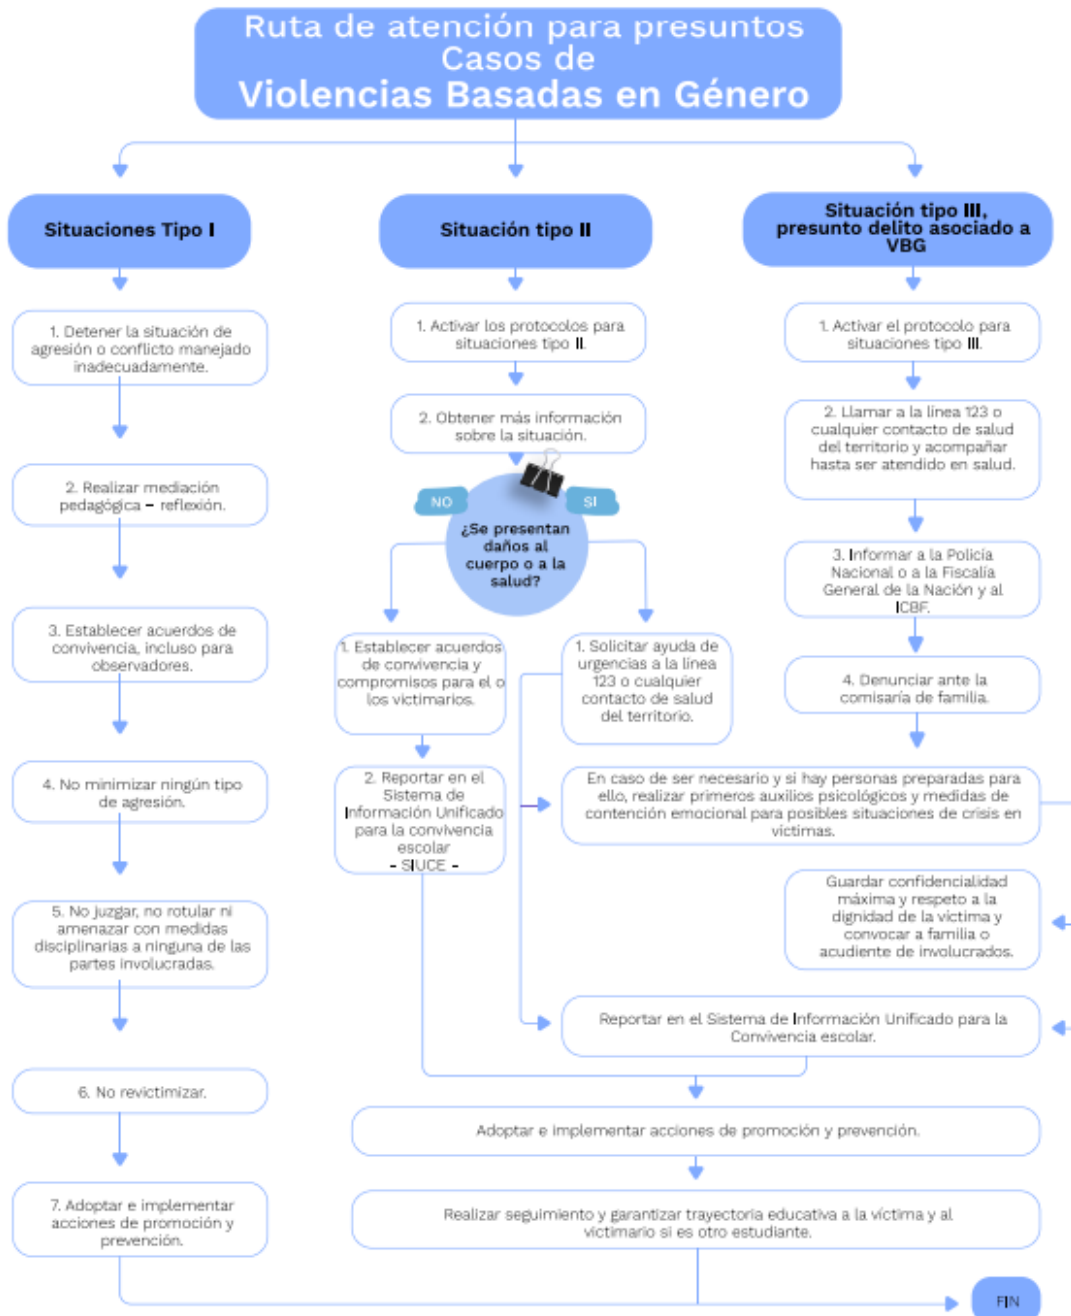 Ruta de atención para presuntos
Casos de
Violencias Basadas en Género
Situaciones Tipo I
1. Detener la situación de
agresión o conflicto manejado
inadecuadamente.
2. Realizar mediación
pedagógica – reflexión.
3. Establecer acuerdos de
convivencia, incluso para
observadores.
4. No minimizar ningún tipo
de agresión.
5. No juzgar, no rotular ni
amenazar con medidas
disciplinarias a ninguna de las
partes involucradas.
6. No revictimizar.
7. Adoptar e implementar
acciones de promoción y
prevención.
Situación tipo II
1. Activar los protocolos para
situaciones tipo II.
2. Obtener más información
sobre la situación.
NO
SI
¿Se presentan
daños al
cuerpo o a la
salud?
1. Establecer acuerdos
de convivencia y
compromisos para el o
los victimarios.
2. Reportar en el
Sistema de
Información Unificado
para la convivencia
escolar
- SIUCE -
1. Solicitar ayuda de
urgencias a la línea
123 o cualquier
contacto de salud
del territorio.
Situación tipo III,
presunto delito asociado a
VBG
1. Activar el protocolo para
situaciones tipo III.
2. Llamar a la línea 123 o
cualquier contacto de salud
del territorio y acompañar
hasta ser atendido en salud.
3. Informar a la Policía
Nacional o a la Fiscalía
General de la Nación y al
ICBF.
4. Denunciar ante la
comisaría de familia.
En caso de ser necesario y si hay personas preparadas para
ello, realizar primeros auxilios psicológicos y medidas de
contención emocional para posibles situaciones de crisis en
víctimas.
Guardar confidencialidad
máxima y respeto a la
dignidad de la víctima y
convocar a familia o
acudiente de involucrados.
Reportar en el Sistema de Información Unificado para la
Convivencia escolar.
Adoptar e implementar acciones de promoción y prevención.
Realizar seguimiento y garantizar trayectoria educativa a la víctima y al
victimario si es otro estudiante.
FIN